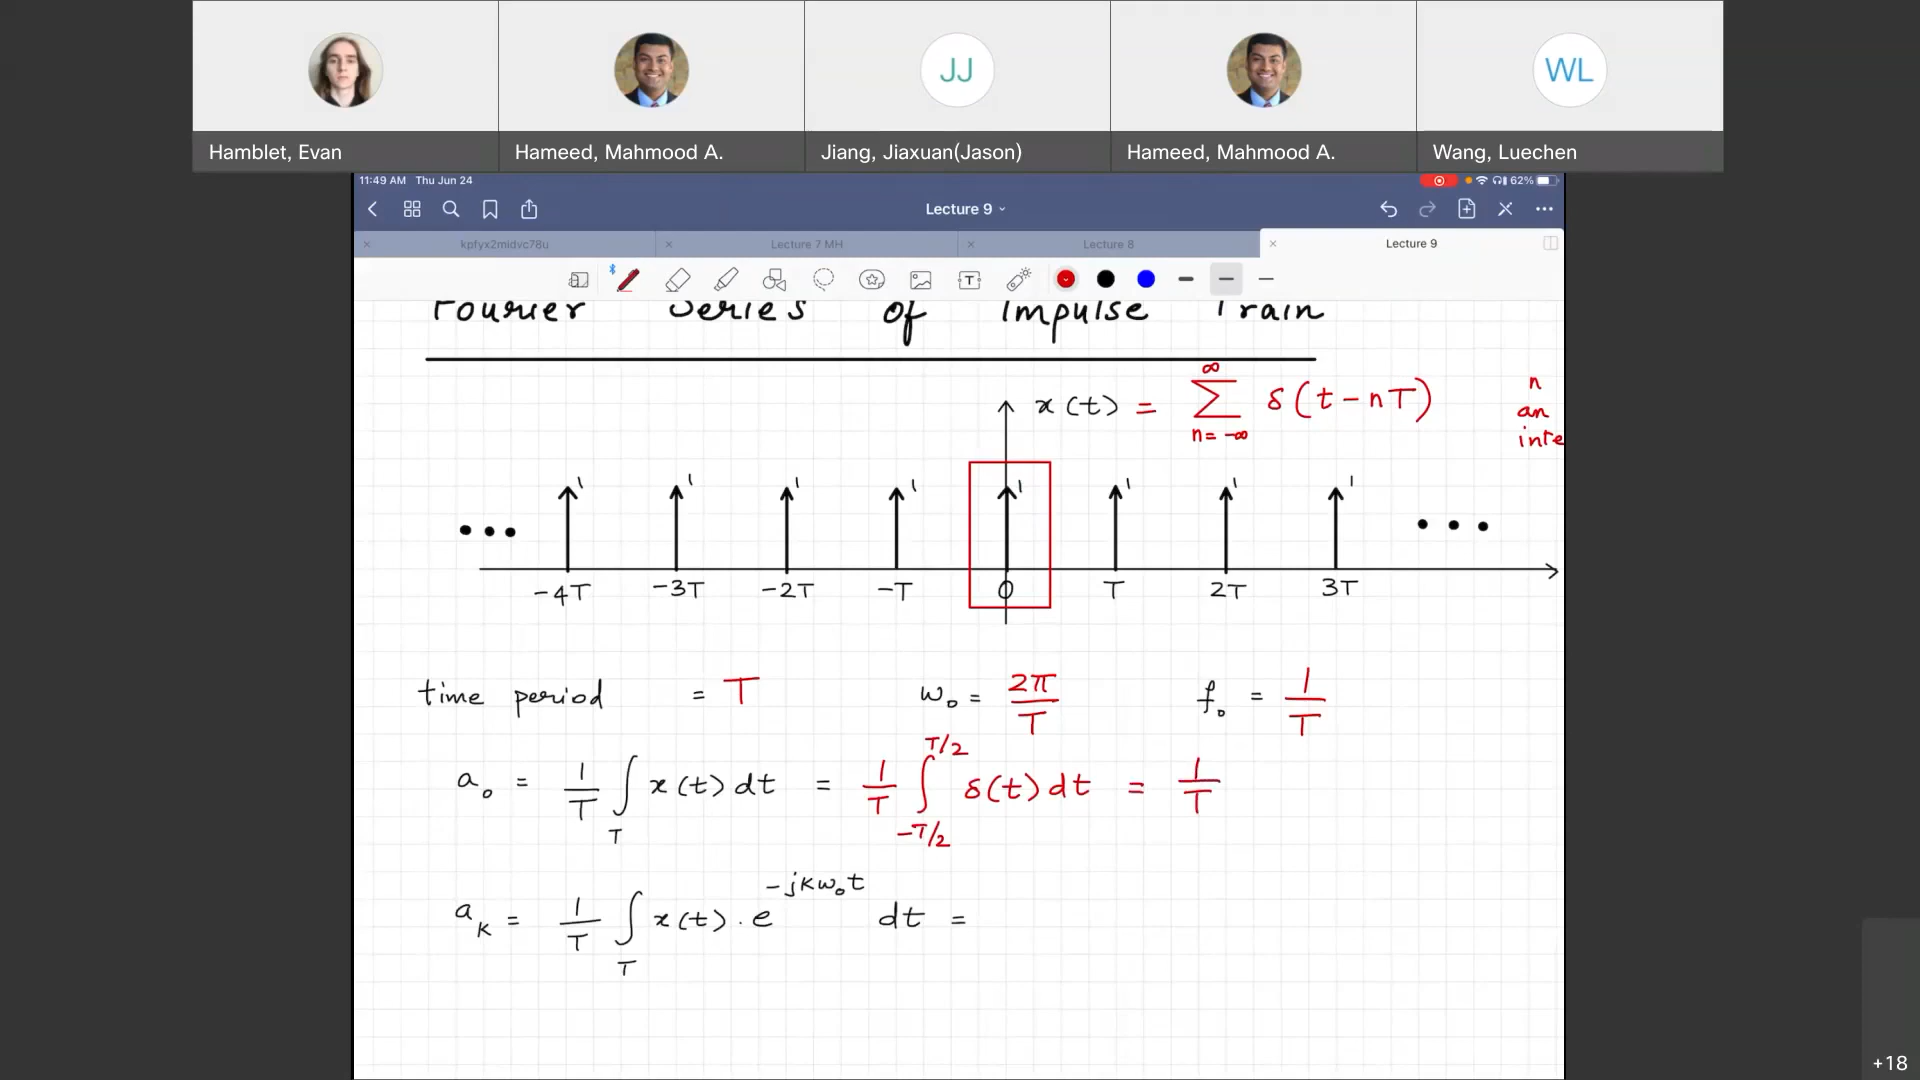 JJ
WL
Hamblet, Evan
Hameed, Mahmood A.
Jiang, Jiaxuan(Jason)
Hameed, Mahmood A.
Wang, Luechen
11:49 AM Thu Jun 24
62%
Lecture 9
kpfyx2midvc78u
Lecture 7 MH
Lecture 8
Lecture 9
T
Fourier Series of Impulse Train
x(t) = ∞ Σ n=-∞ δ(t-nT)
n
an
inte
1 1 1 1 1 1 1 1
-4T -3T -2T -T 0 T 2T 3T
time period = T ω₀ = 2π/T f₀ = 1/T
a₀ = 1/T ∫_T x(t)dt = 1/T ∫_{-T/2}^{T/2} δ(t)dt = 1/T
a_K = 1/T ∫_T x(t).e^{-jKω₀t} dt =
+18